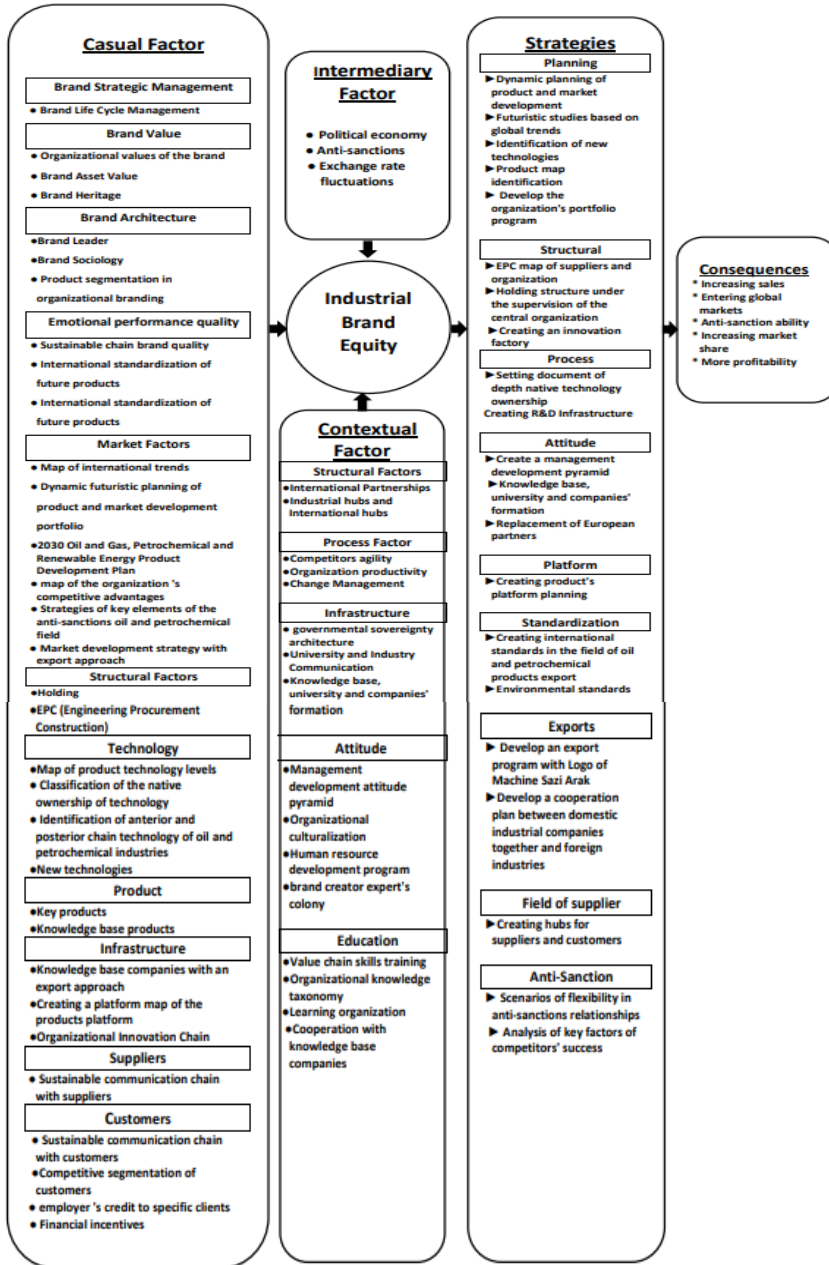 Casual Factor
Brand Strategic Management
● Brand Life Cycle Management
Brand Value
● Organizational values of the brand
● Brand Asset Value
● Brand Heritage
Brand Architecture
●Brand Leader
●Brand Sociology
● Product segmentation in
organizational branding
Emotional performance quality
● Sustainable chain brand quality
● International standardization of
future products
● International standardization of
future products
Market Factors
● Map of international trends
● Dynamic futuristic planning of
product and market development
portfolio
●2030 Oil and Gas, Petrochemical and
Renewable Energy Product
Development Plan
● map of the organization 's
competitive advantages
● Strategies of key elements of the
anti-sanctions oil and petrochemical
field
● Market development strategy with
export approach
Structural Factors
●Holding
●EPC (Engineering Procurement
Construction)
Technology
●Map of product technology levels
● Classification of the native
ownership of technology
● Identification of anterior and
posterior chain technology of oil and
petrochemical industries
●New technologies
Product
●Key products
●Knowledge base products
Infrastructure
●Knowledge base companies with an
export approach
●Creating a platform map of the
products platform
●Organizational Innovation Chain
Suppliers
● Sustainable communication chain
with suppliers
Customers
● Sustainable communication chain
with customers
●Competitive segmentation of
customers
● employer 's credit to specific clients
● Financial incentives
Intermediary
Factor
● Political economy
● Anti-sanctions
● Exchange rate
fluctuations
Industrial
Brand
Equity
Contextual
Factor
Structural Factors
●International Partnerships
●Industrial hubs and
International hubs
Process Factor
●Competitors agility
●Organization productivity
●Change Management
Infrastructure
● governmental sovereignty
architecture
●University and Industry
Communication
●Knowledge base,
university and companies'
formation
Attitude
●Management
development attitude
pyramid
●Organizational
culturalization
●Human resource
development program
●brand creator expert's
colony
Education
●Value chain skills training
●Organizational knowledge
taxonomy
●Learning organization
●Cooperation with
knowledge base
companies
Strategies
Planning
►Dynamic planning of
product and market
development
►Futuristic studies based on
global trends
►Identification of new
technologies
►Product map
identification
► Develop the
organization's portfolio
program
Structural
►EPC map of suppliers and
organization
►Holding structure under
the supervision of the
central organization
►Creating an innovation
factory
Process
►Setting document of
depth native technology
ownership
Creating R&D Infrastructure
Attitude
►Create a management
development pyramid
►Knowledge base,
university and companies'
formation
►Replacement of European
partners
Platform
►Creating product's
platform planning
Standardization
►Creating international
standards in the field of oil
and petrochemical
products export
►Environmental standards
Exports
► Develop an export
program with Logo of
Machine Sazi Arak
►Develop a cooperation
plan between domestic
industrial companies
together and foreign
industries
Field of supplier
►Creating hubs for
suppliers and customers
Anti-Sanction
► Scenarios of flexibility in
anti-sanctions relationships
► Analysis of key factors of
competitors' success
Consequences
* Increasing sales
* Entering global
markets
* Anti-sanction ability
* Increasing market
share
* More profitability